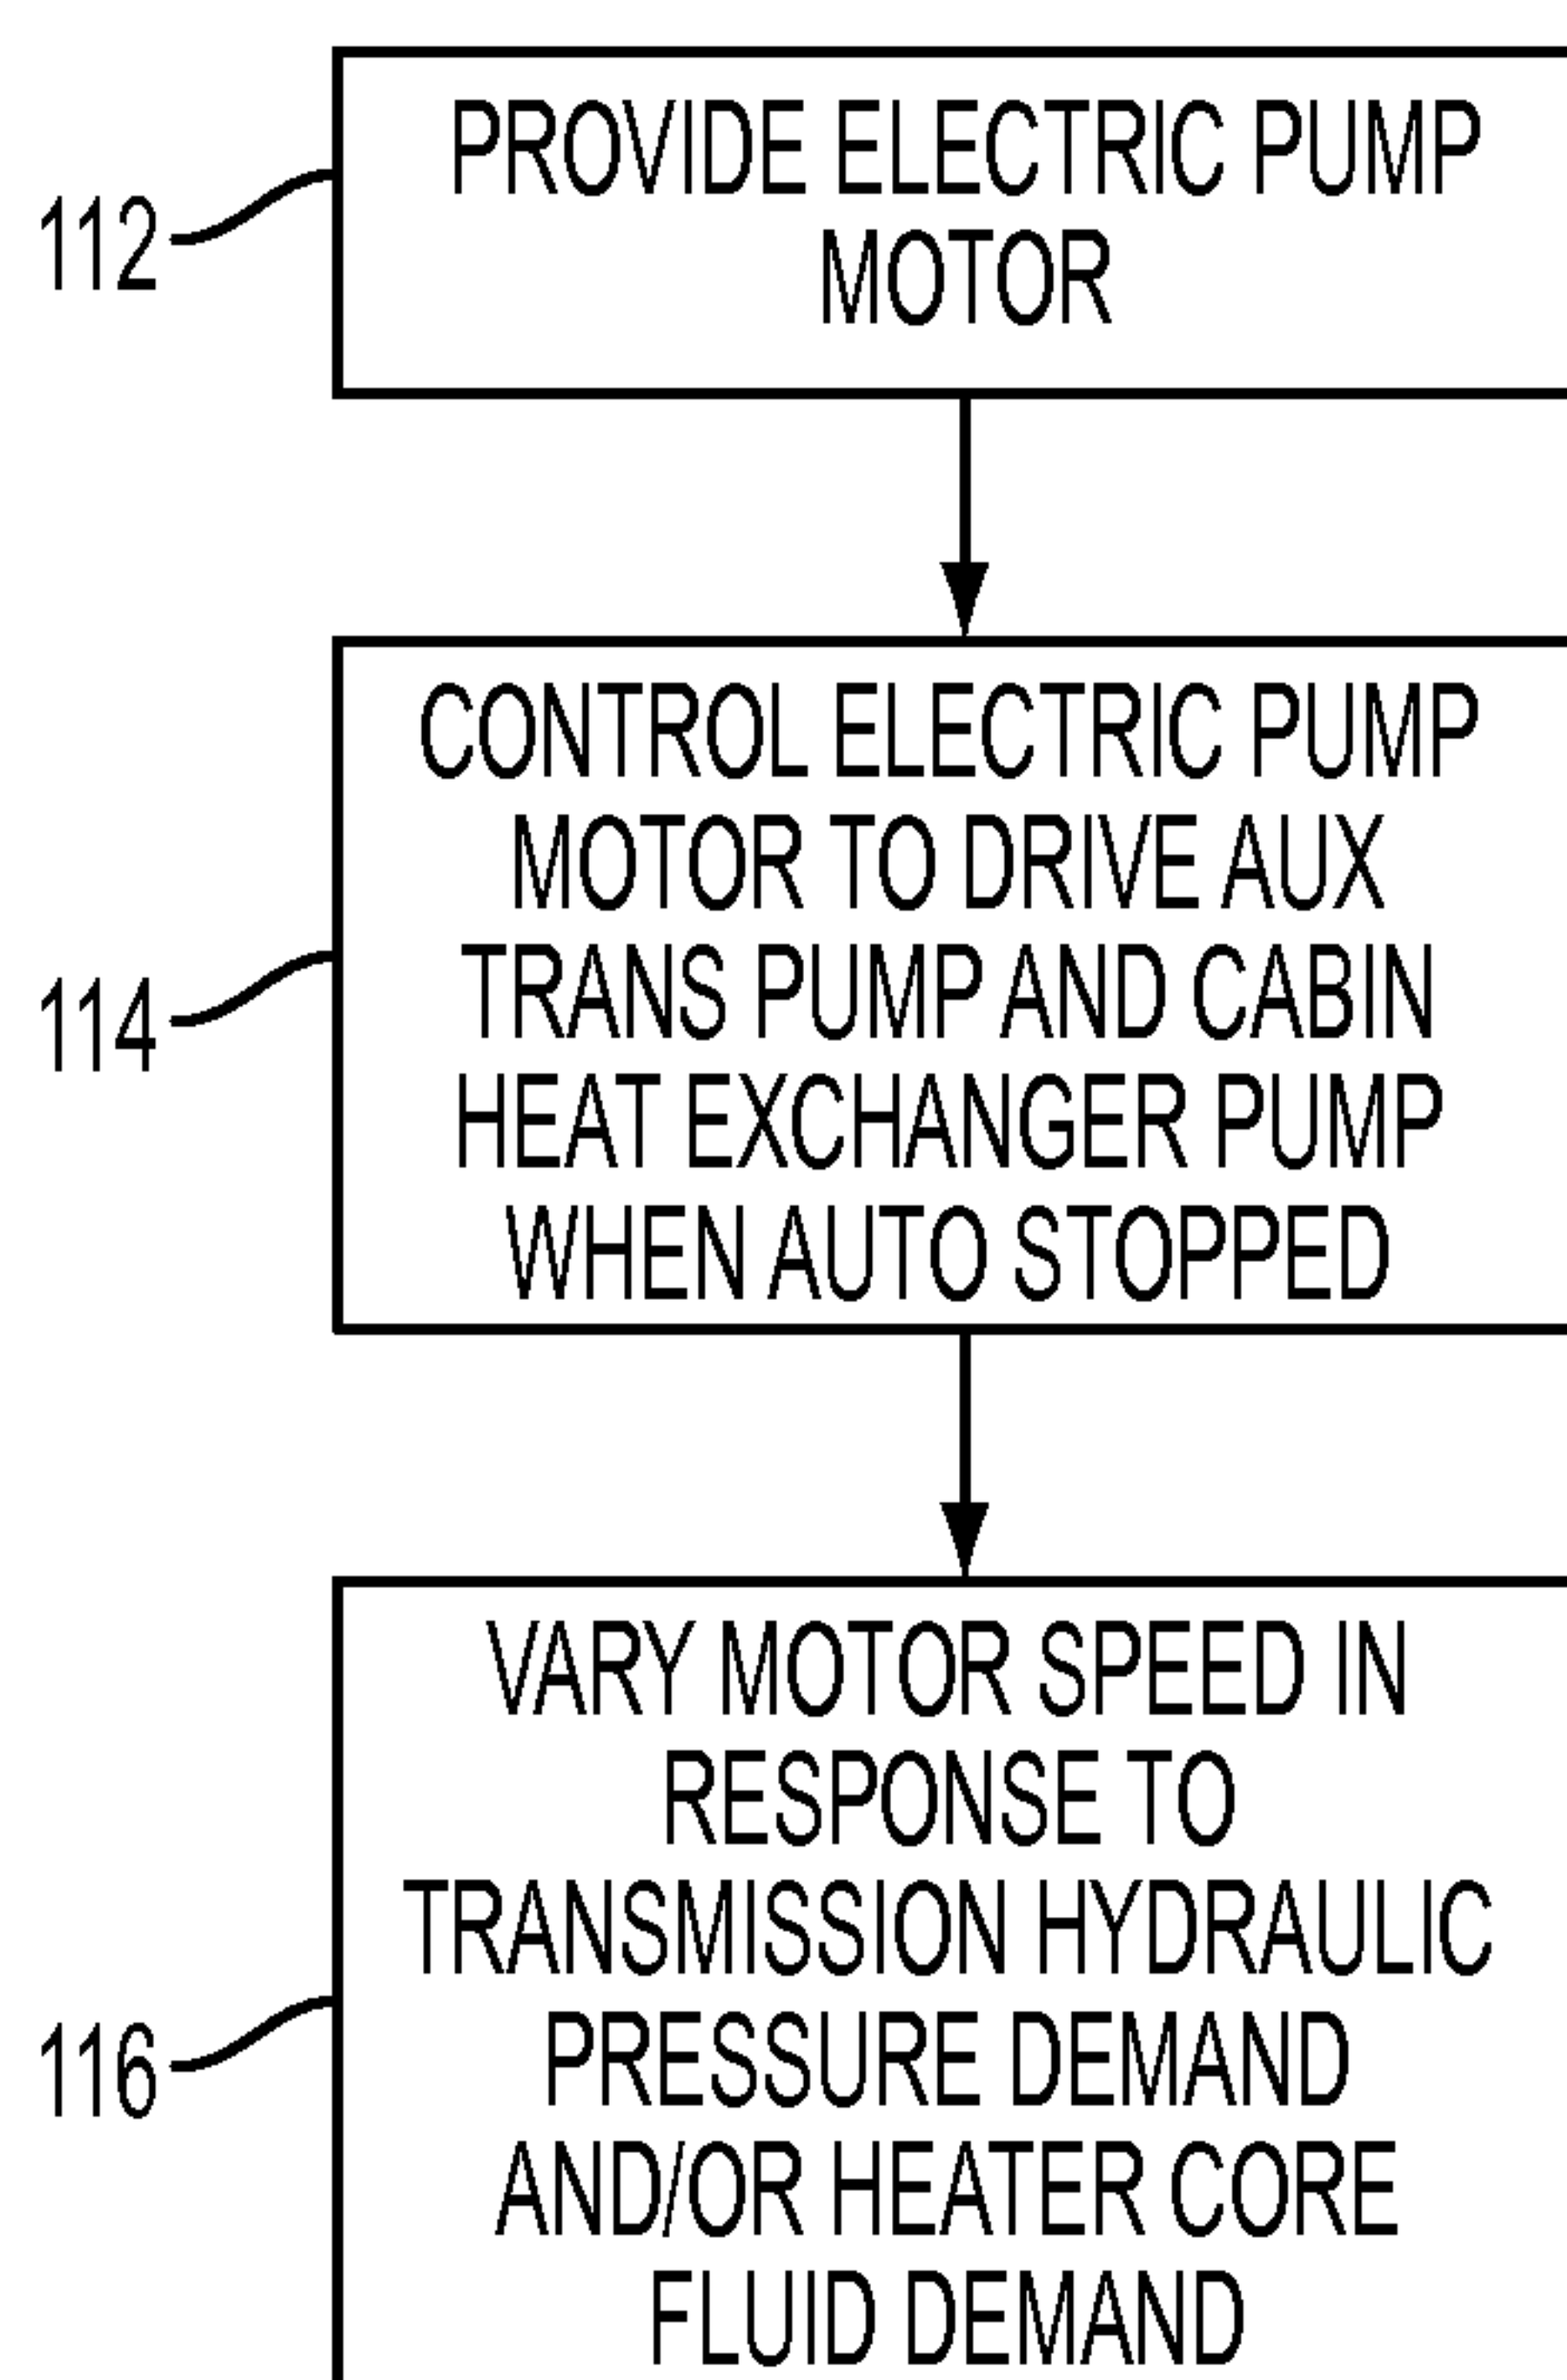 PROVIDE ELECTRIC PUMP
MOTOR
112
CONTROL ELECTRIC PUMP
MOTOR TO DRIVE AUX
TRANS PUMP AND CABIN
HEAT EXCHANGER PUMP
WHEN AUTO STOPPED
114
VARY MOTOR SPEED IN
RESPONSE TO
TRANSMISSION HYDRAULIC
PRESSURE DEMAND
AND/OR HEATER CORE
FLUID DEMAND
116